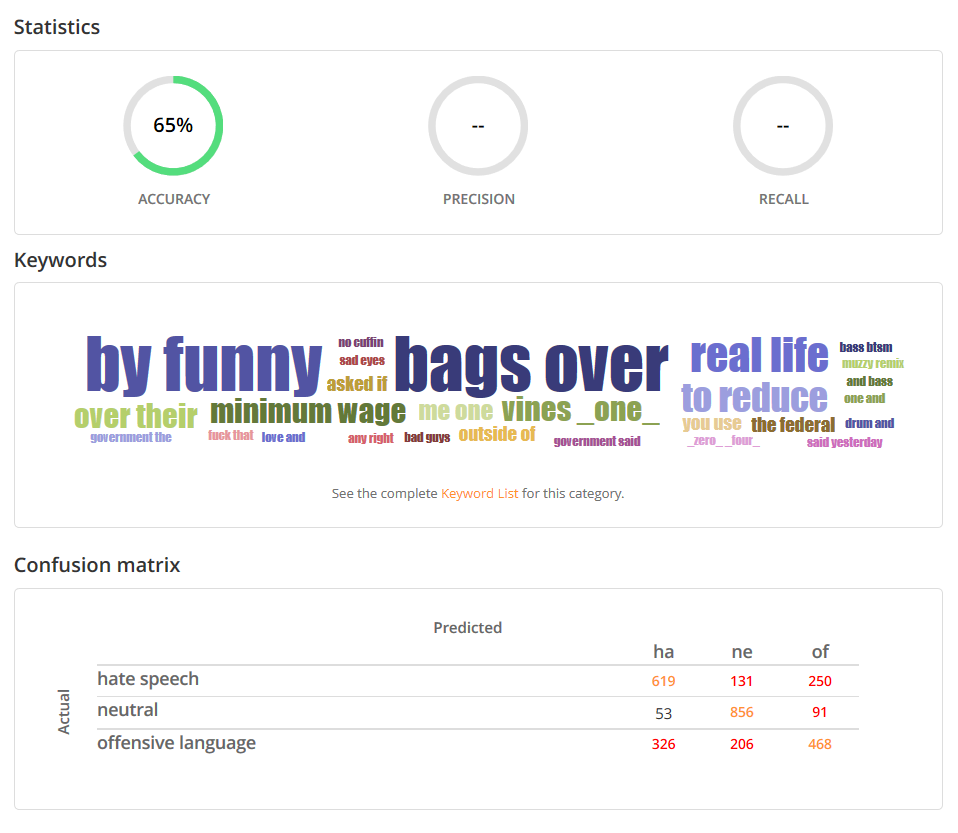 Statistics
65% -- --
ACCURACY PRECISION RECALL
Keywords
by funny no cuffin bags over real life bass btsm
sad eyes muzzy remix
asked if to reduce and bass
over their minimum wage me one vines _one_ one and
government the fuck that love and any right bad guys outside of government said you use the federal drum and
_zero_ _four_ said yesterday
See the complete Keyword List for this category.
Confusion matrix
Predicted
ha ne of
Actual
hate speech 619 131 250
neutral 53 856 91
offensive language 326 206 468